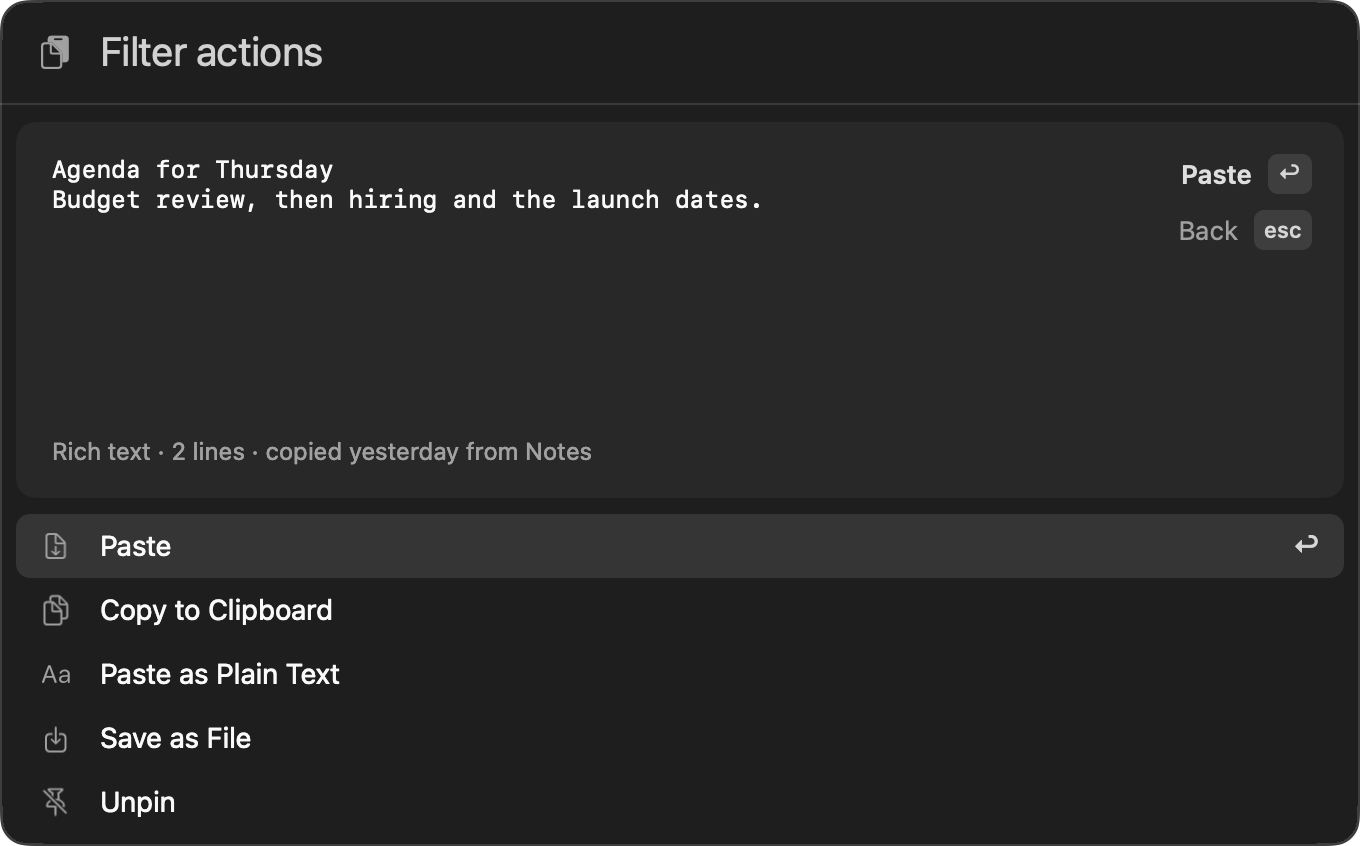 Filter actions
Agenda for Thursday
Budget review, then hiring and the launch dates.
Paste
Back esc
Rich text · 2 lines · copied yesterday from Notes
Paste
Copy to Clipboard
Aa Paste as Plain Text
Save as File
Unpin